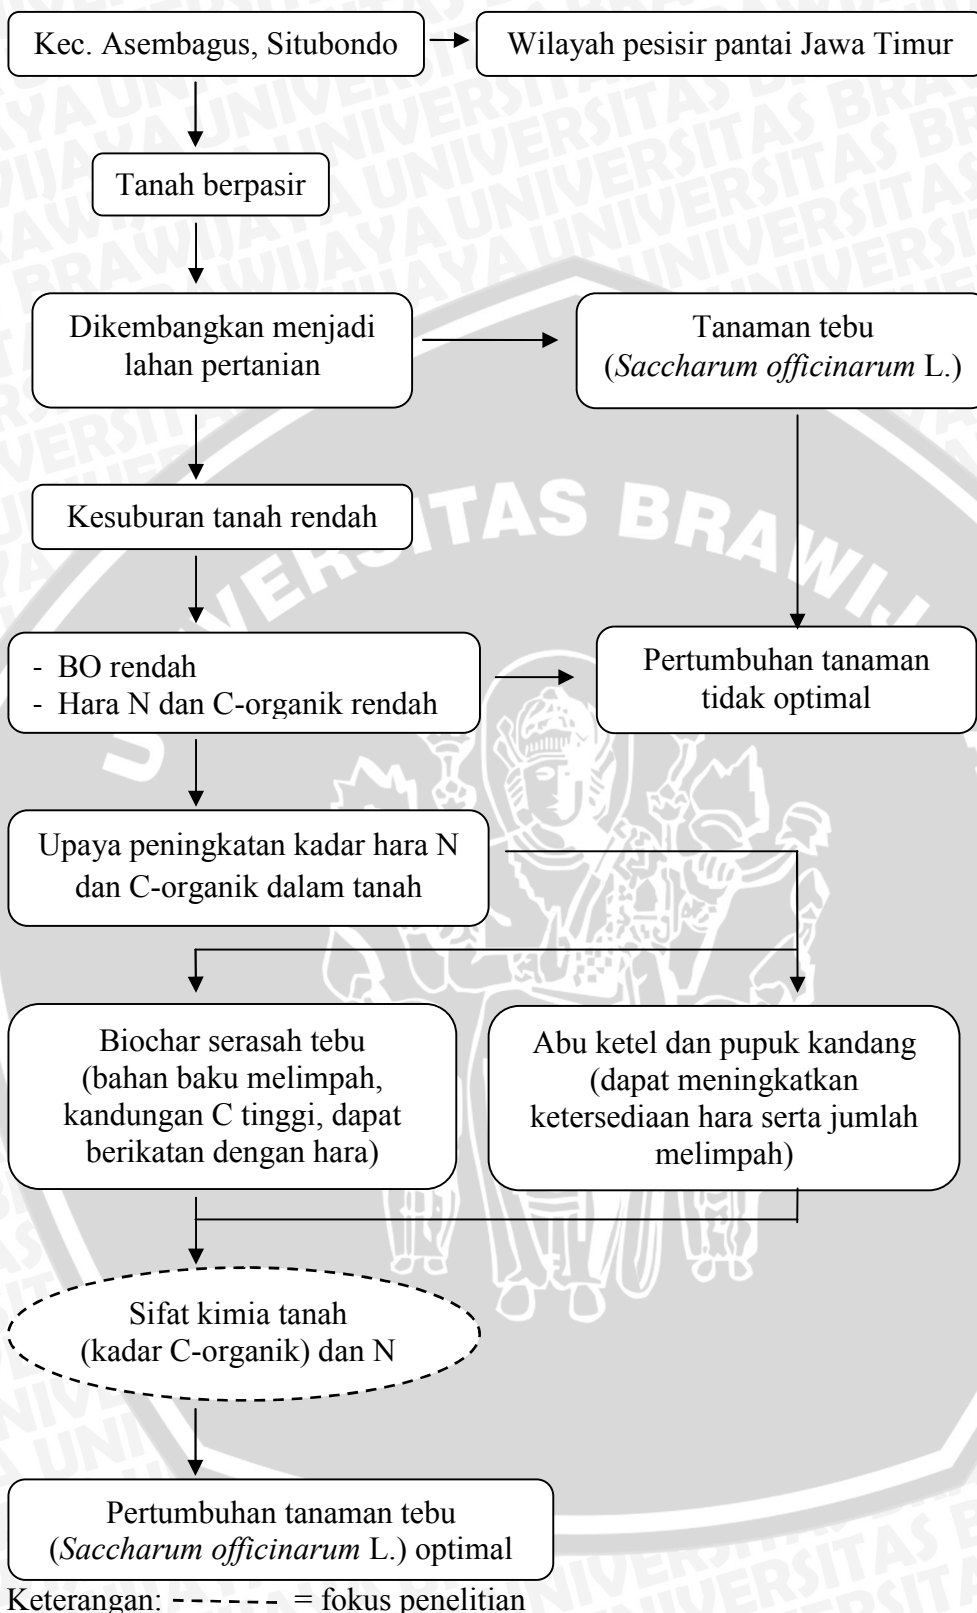 Kec. Asembagus, Situbondo
Wilayah pesisir pantai Jawa Timur
Tanah berpasir
Dikembangkan menjadi
lahan pertanian
Tanaman tebu
(Saccharum officinarum L.)
Kesuburan tanah rendah
- BO rendah
- Hara N dan C-organik rendah
Pertumbuhan tanaman
tidak optimal
Upaya peningkatan kadar hara N
dan C-organik dalam tanah
Biochar serasah tebu
(bahan baku melimpah,
kandungan C tinggi, dapat
berikatan dengan hara)
Abu ketel dan pupuk kandang
(dapat meningkatkan
ketersediaan hara serta jumlah
melimpah)
Sifat kimia tanah
(kadar C-organik) dan N
Pertumbuhan tanaman tebu
(Saccharum officinarum L.) optimal
Keterangan: ------ = fokus penelitian